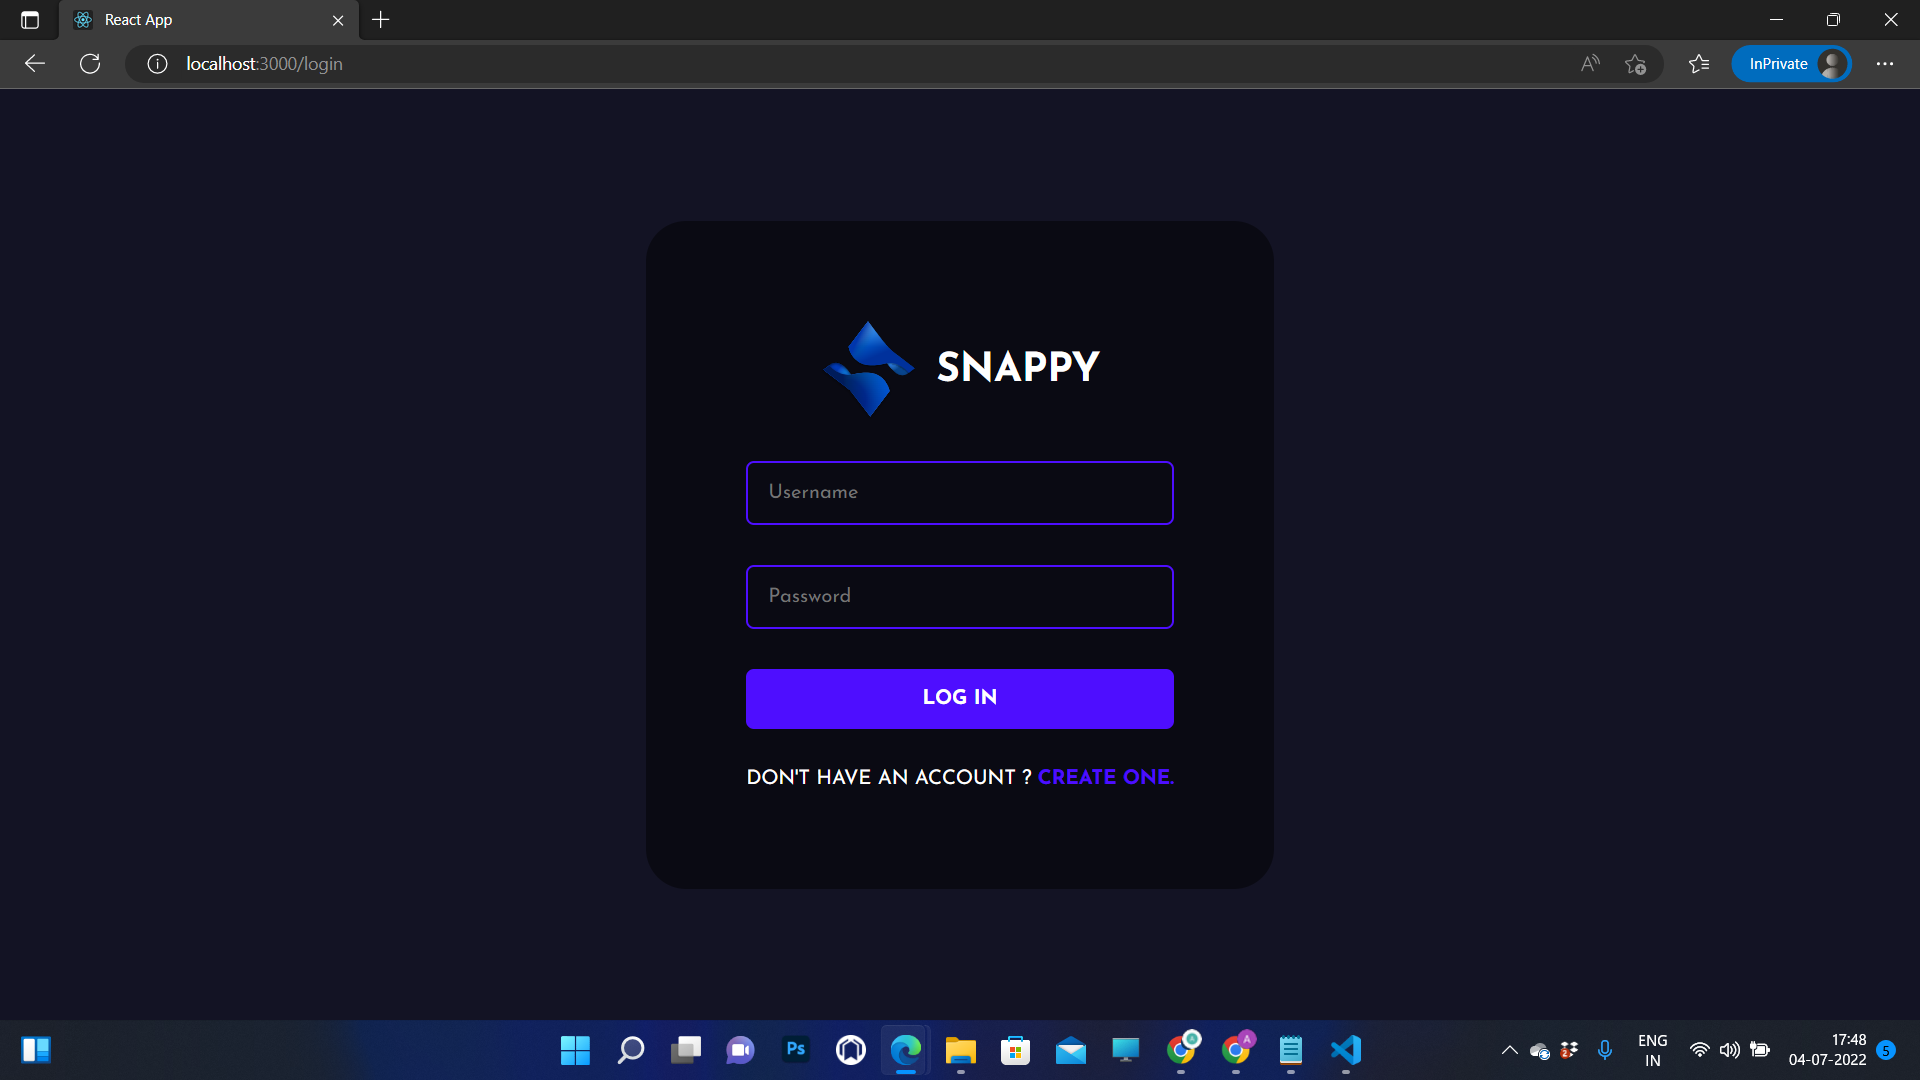 React App
localhost:3000/login
InPrivate
SNAPPY
Username
Password
LOG IN
DON'T HAVE AN ACCOUNT ? CREATE ONE.
Ps
A
2
ENG
IN
17:48
04-07-2022
5